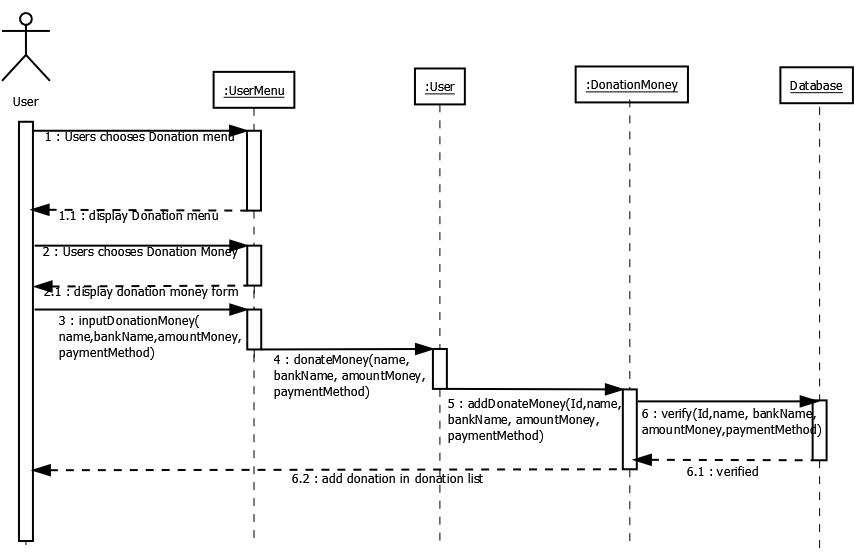 User
:UserMenu
:User
:DonationMoney
Database
1 : Users chooses Donation menu
1.1 : display Donation menu
2 : Users chooses Donation Money
2.1 : display donation money form
3 : inputDonationMoney(
name,bankName,amountMoney,
paymentMethod)
4 : donateMoney(name,
bankName, amountMoney,
paymentMethod)
5 : addDonateMoney(Id,name,
bankName, amountMoney,
paymentMethod)
6 : verify(Id,name, bankName,
amountMoney,paymentMethod)
6.1 : verified
6.2 : add donation in donation list